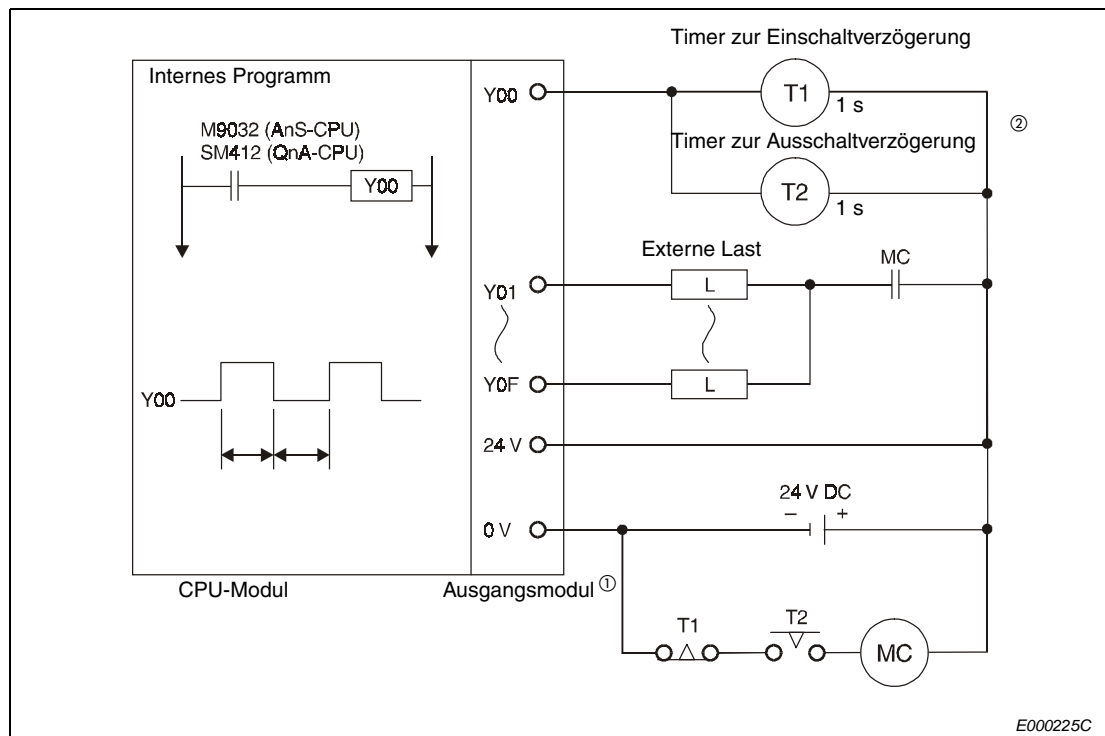 Timer zur Einschaltverzögerung
Internes Programm
Y00
T1
1 s
M9032 (AnS-CPU)
SM412 (QnA-CPU)
Y00
②
Timer zur Ausschaltverzögerung
T2
1 s
Externe Last
MC
Y01
L
Y0F
L
Y00
24 V
24 V DC
– +
0 V
CPU-Modul
Ausgangsmodul ①
T1
T2
MC
E000225C